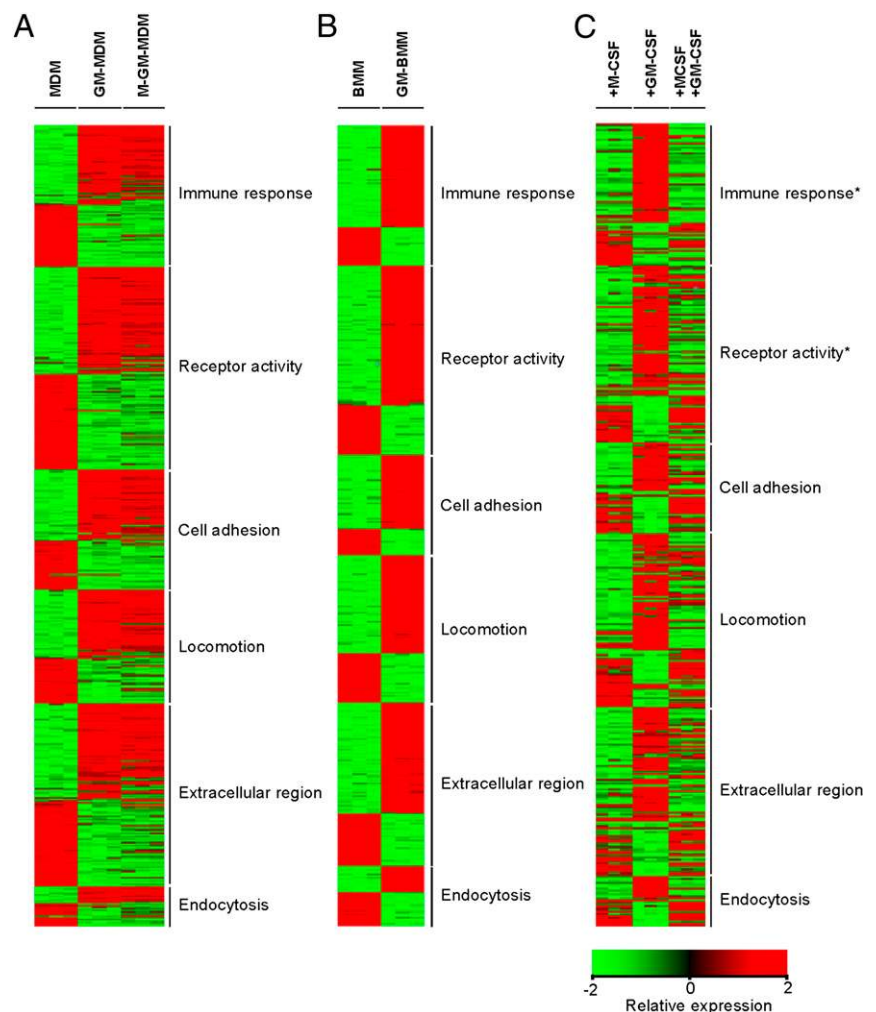 A
MDM
GM-MDM
M-GM-MDM
Immune response
Receptor activity
Cell adhesion
Locomotion
Extracellular region
Endocytosis
B
BMM
GM-BMM
Immune response
Receptor activity
Cell adhesion
Locomotion
Extracellular region
Endocytosis
C
+M-CSF
+GM-CSF
+MCSF
+GM-CSF
Immune response*
Receptor activity*
Cell adhesion
Locomotion
Extracellular region
Endocytosis
-2 0 2
Relative expression